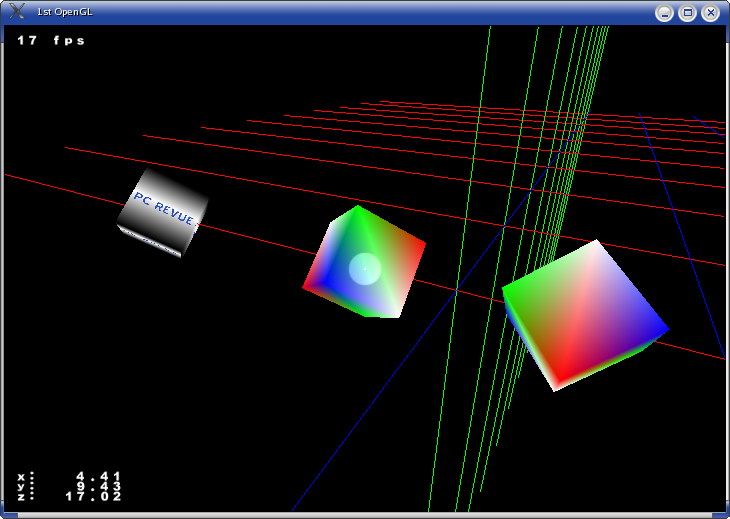 1st OpenGL
17 fps
PC REVUE
x: 4.41
y: 9.43
z: 17.02